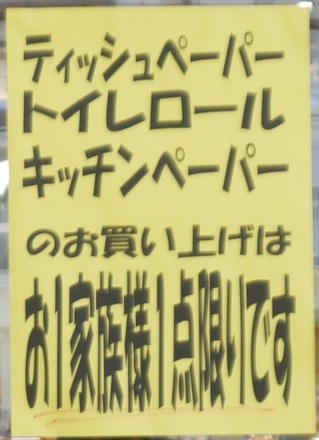 ティッシュペーパー
トイレロール
キッチンペーパー
のお買い上げは
お1家族様1点限りです